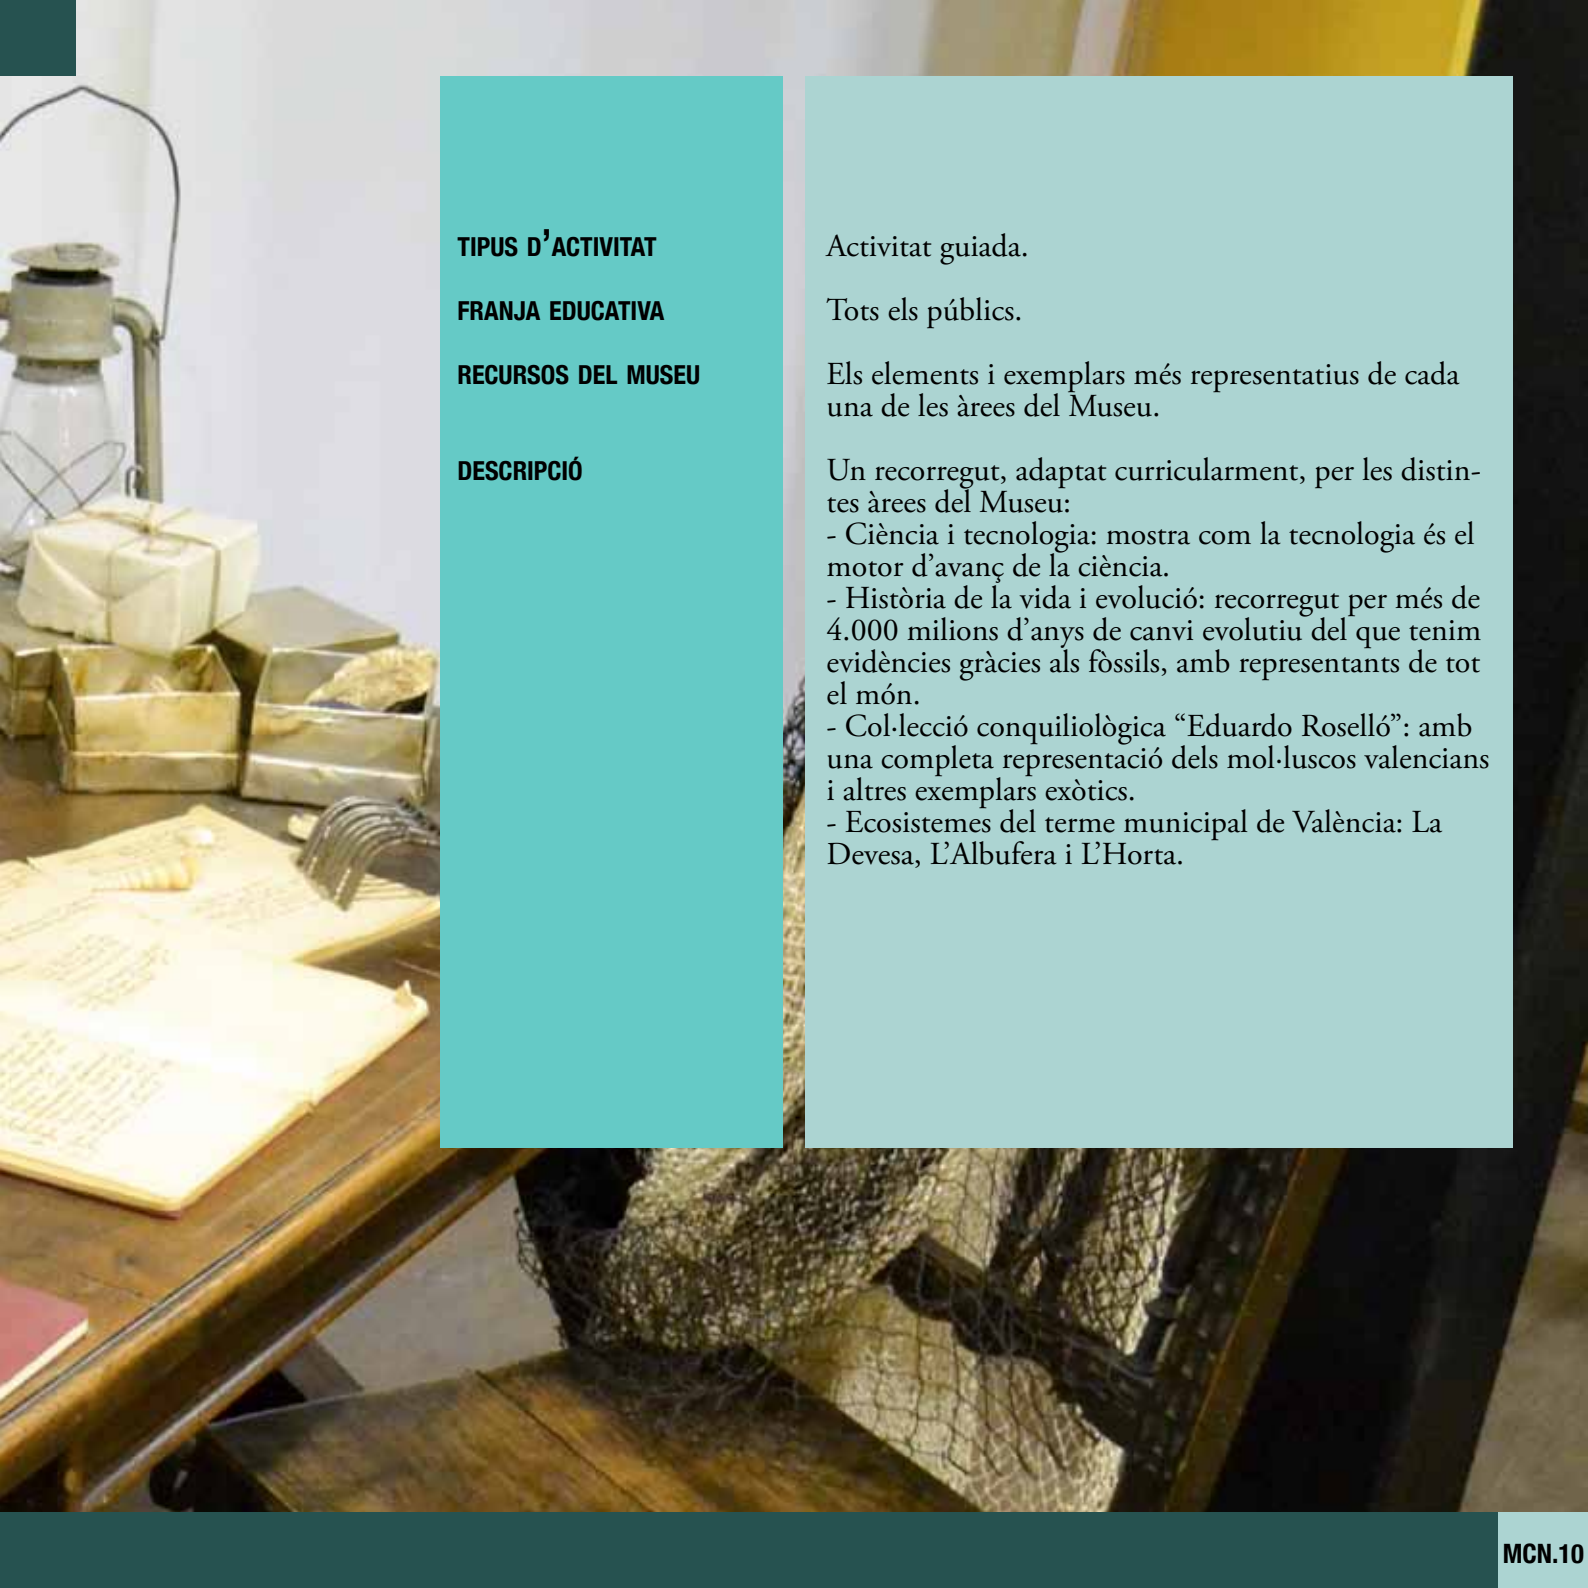 TIPUS D'ACTIVITAT
Activitat guiada.
FRANJA EDUCATIVA
Tots els públics.
RECURSOS DEL MUSEU
Els elements i exemplars més representatius de cada
una de les àrees del Museu.
DESCRIPCIÓ
Un recorregut, adaptat curricularment, per les distin-
tes àrees del Museu:
- Ciència i tecnologia: mostra com la tecnologia és el
motor d'avanç de la ciència.
- Història de la vida i evolució: recorregut per més de
4.000 milions d'anys de canvi evolutiu del que tenim
evidències gràcies als fòssils, amb representants de tot
el món.
- Col·lecció conquiliològica “Eduardo Roselló”: amb
una completa representació dels mol·luscos valencians
i altres exemplars exòtics.
- Ecosistemes del terme municipal de València: La
Devesa, L'Albufera i L'Horta.
MCN.10